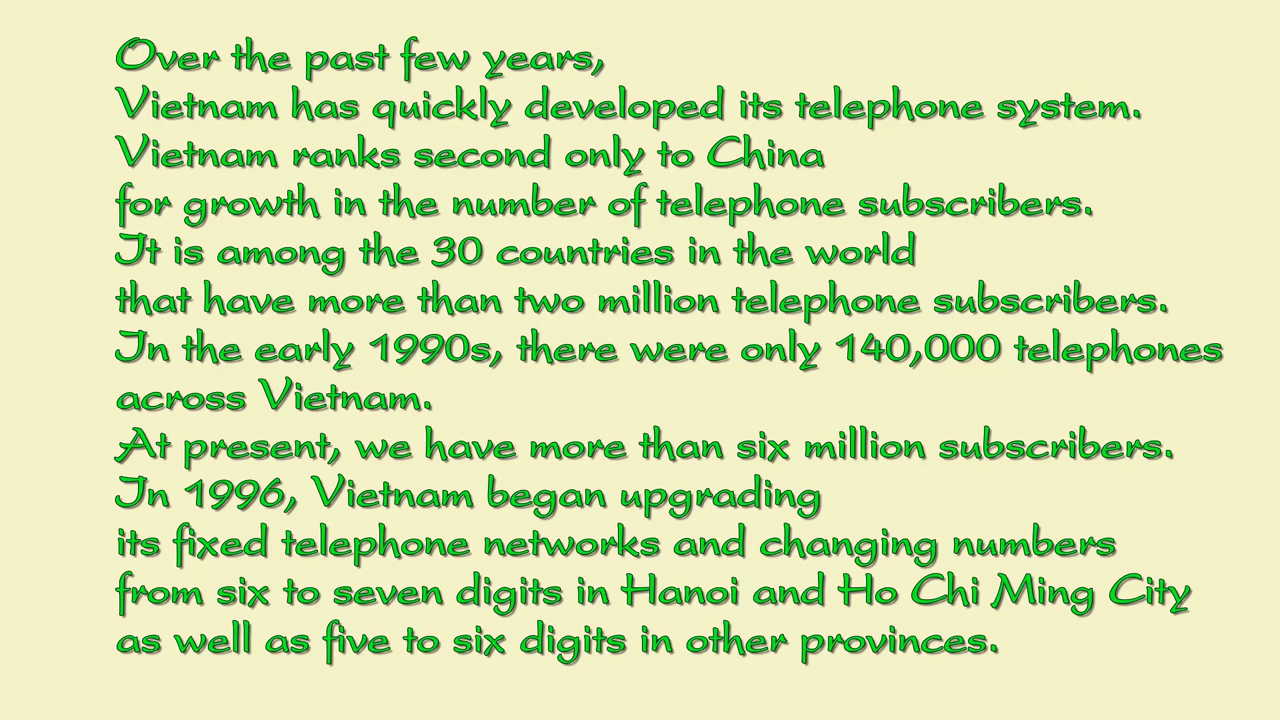 Over the past few years,
Vietnam has quickly developed its telephone system.
Vietnam ranks second only to China
for growth in the number of telephone subscribers.
It is among the 30 countries in the world
that have more than two million telephone subscribers.
In the early 1990s, there were only 140,000 telephones
across Vietnam.
At present, we have more than six million subscribers.
In 1996, Vietnam began upgrading
its fixed telephone networks and changing numbers
from six to seven digits in Hanoi and Ho Chi Ming City
as well as five to six digits in other provinces.